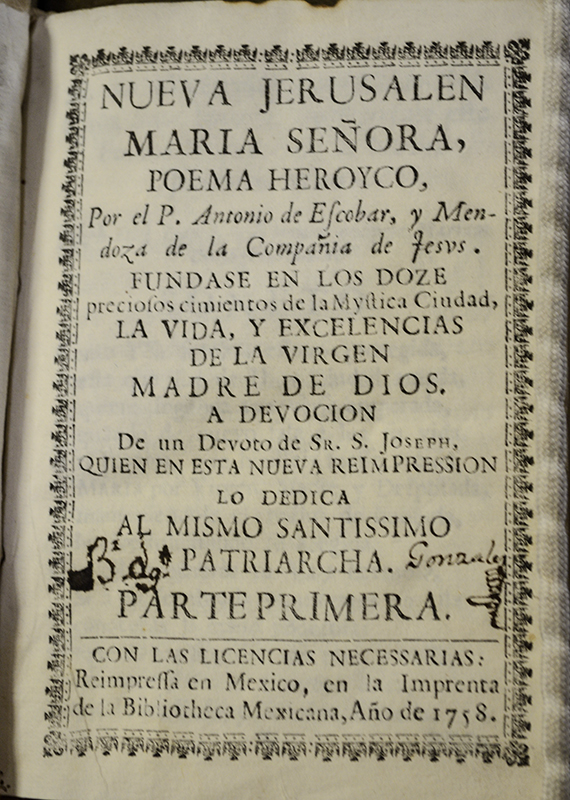 NUEVA JERUSALEN
MARIA SEÑORA,
POEMA HEROYCO,
Por el P. Antonio de Eſcobar, y Men-
doza de la Compañia de Jesvs.
FUNDASE EN LOS DOZE
precioſos cimientos de la Myſtica Ciudad,
LA VIDA, Y EXCELENCIAS
DE LA VIRGEN
MADRE DE DIOS.
A DEVOCION
De un Devoto de SR. S. JOSEPH,
QUIEN EN ESTA NUEVA REIMPRESSION
LO DEDICA
AL MISMO SANTISSIMO
PATRIARCHA. Gonzales
PARTE PRIMERA.
CON LAS LICENCIAS NECESSARIAS:
Reimpreſſa en Mexico, en la Imprenta
de la Bibliotheca Mexicana, Año de 1758.